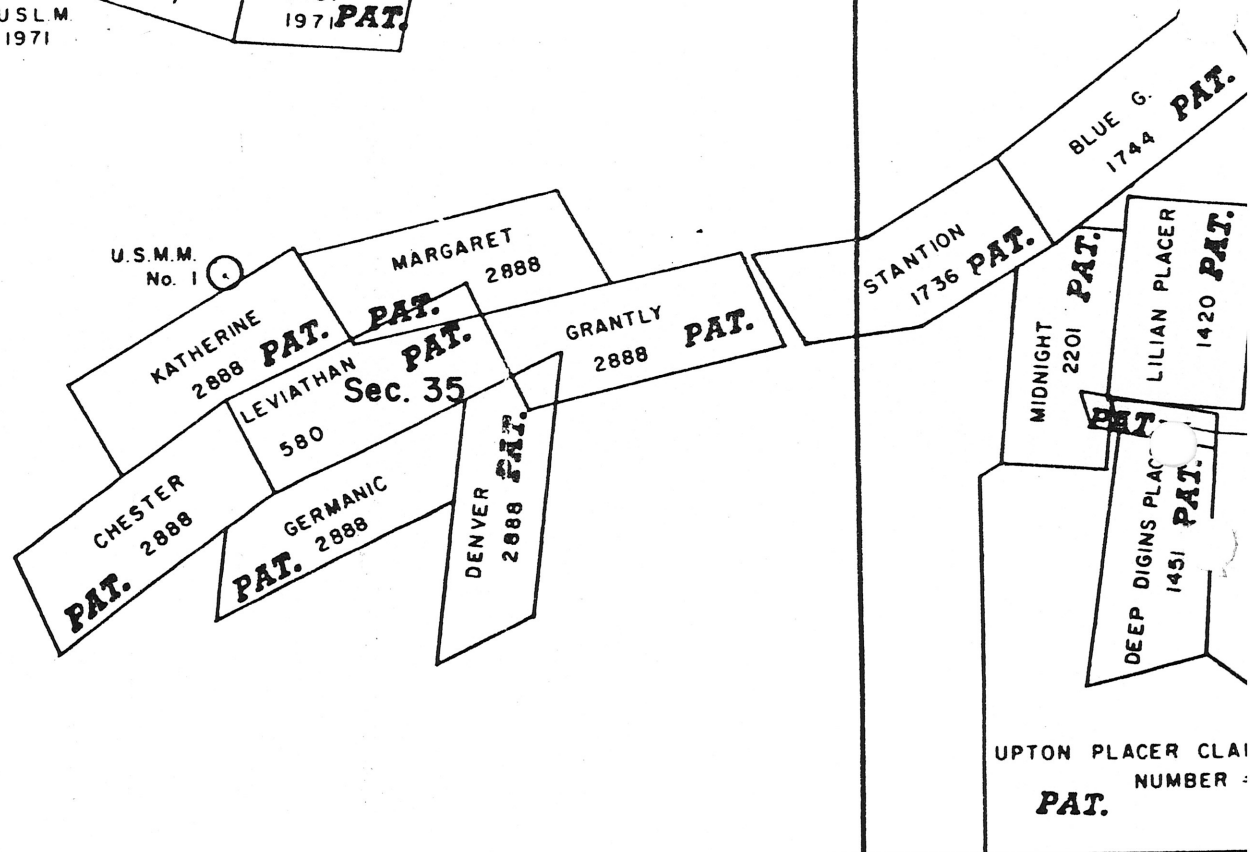 USL.M.
1971
1971 PAT.
BLUE G.
1744 PAT.
U.S.M.M.
No. 1
MARGARET
2888
PAT.
STANTION
1736 PAT.
KATHERINE
2888 PAT.
GRANTLY
2888 PAT.
LEVIATHAN PAT.
Sec. 35
580
MIDNIGHT
2201 PAT.
LILIAN PLACER
1420 PAT.
PAT.
CHESTER
2888
PAT.
GERMANIC
PAT. 2888
DENVER
2888 PAT.
DEEP DIGINS PLAC
1451 PAT.
UPTON PLACER CLAI
NUMBER
PAT.